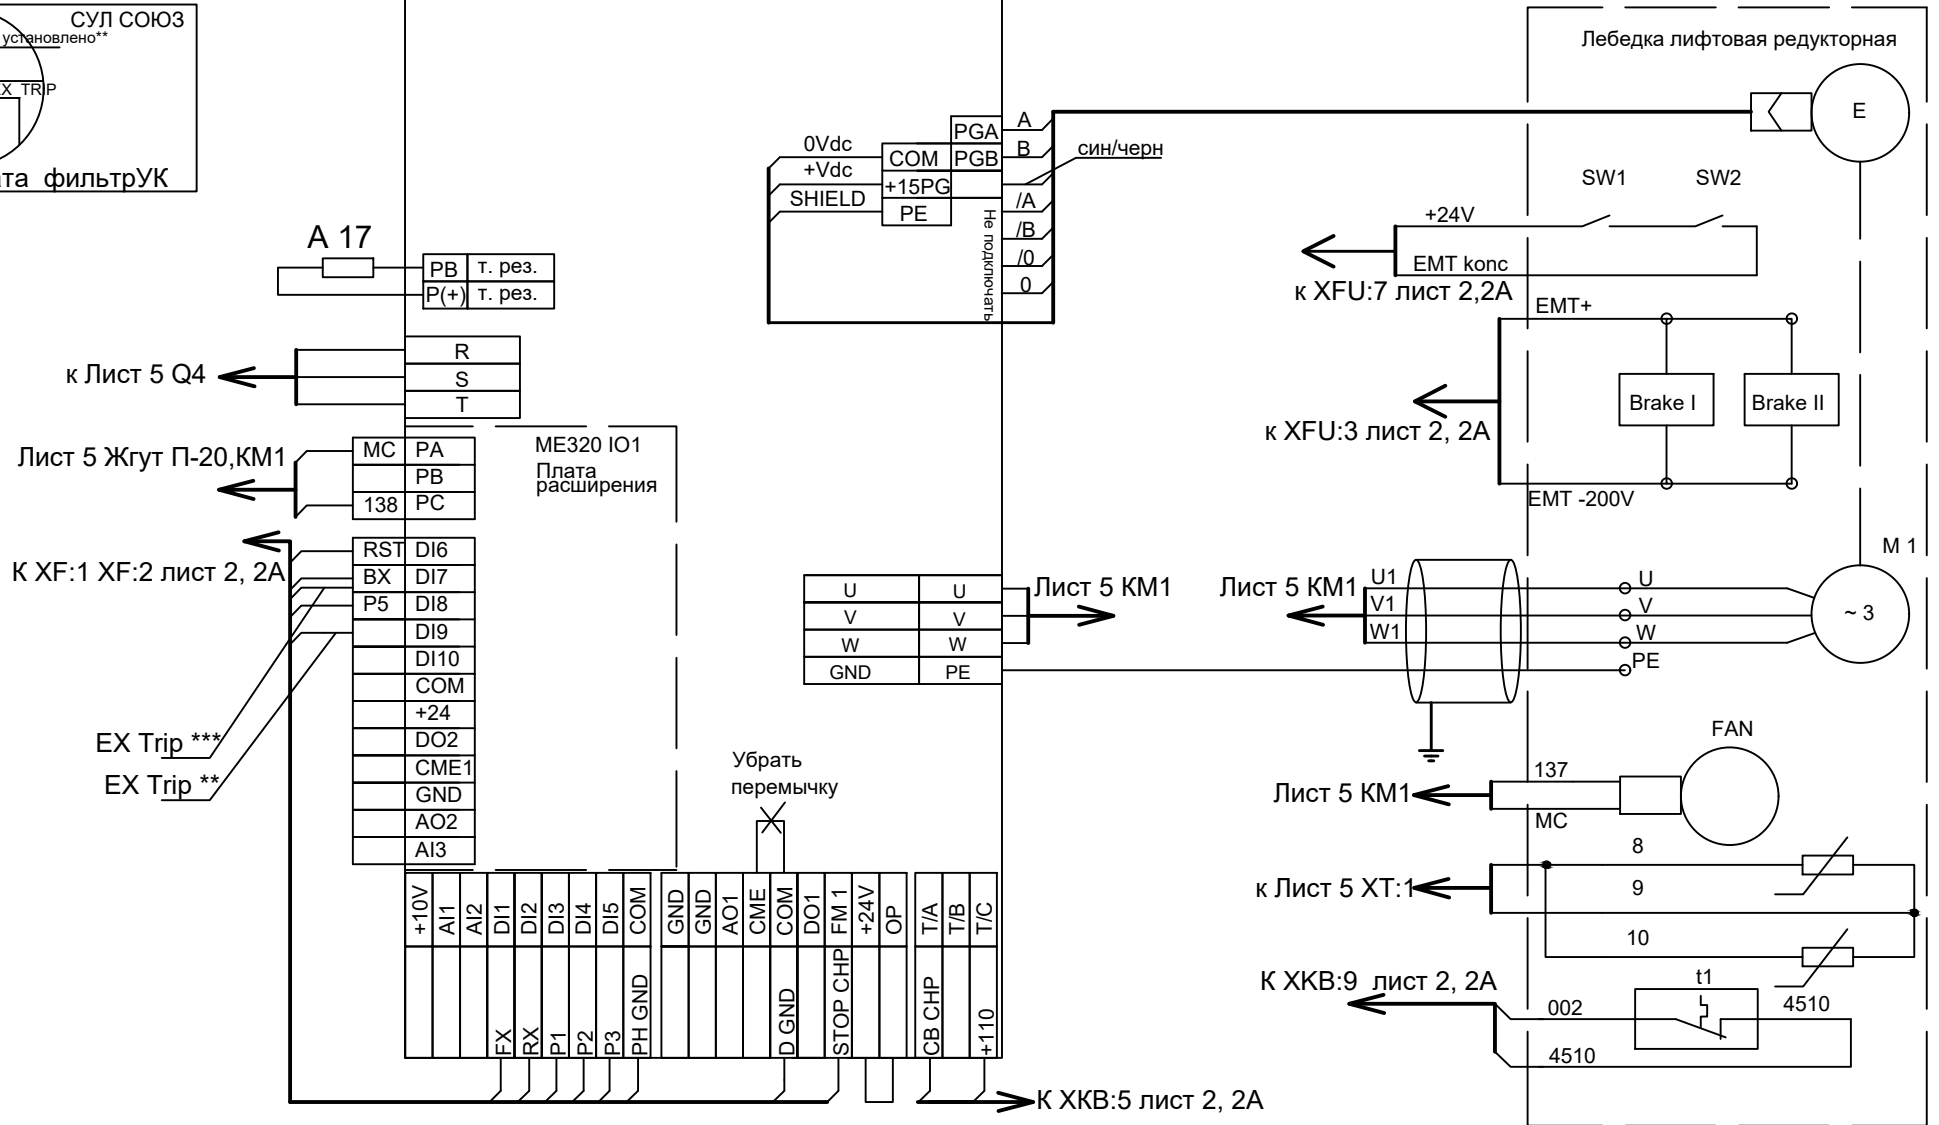 СУЛ СОЮЗ
установлено**
TRIP
фильтрУК
A 17
PB т. рез.
P(+) т. рез.
к Лист 5 Q4
R
S
T
Лист 5 Жгут П-20,КМ1
MC PA
PB
138 PC
ME320 IO1
Плата
расширения
К XF:1 XF:2 лист 2, 2А
RST DI6
BX DI7
P5 DI8
DI9
DI10
COM
+24
DO2
CME1
GND
AO2
AI3
EX Trip ***
EX Trip **
Убрать
перемычку
+10V
AI1
AI2
DI1
DI2
DI3
DI4
DI5
COM
GND
GND
AO1
CME
COM
DO1
FM 1
+24V
OP
T/A
T/B
T/C
FX
RX
P1
P2
P3
PH GND
D GND
STOP CHP
CB CHP
+110
К ХКВ:5 лист 2, 2А
0Vdc
+Vdc
SHIELD
COM
+15PG
PE
PGA
PGB
A
B
син/черн
/A
/B
/0
0
Не подключать
U U
V V
W W
GND PE
Лист 5 КМ1
Лист 5 КМ1
U1
V1
W1
U
V
W
PE
Лебедка лифтовая редукторная
E
SW1 SW2
+24V
EMT konc
к XFU:7 лист 2,2А
EMT+
Brake I
Brake II
к XFU:3 лист 2, 2А
EMT -200V
M 1
~ 3
FAN
137
Лист 5 КМ1
MC
8
к Лист 5 XT:1
9
10
К ХКВ:9 лист 2, 2А
t1
002
4510
4510